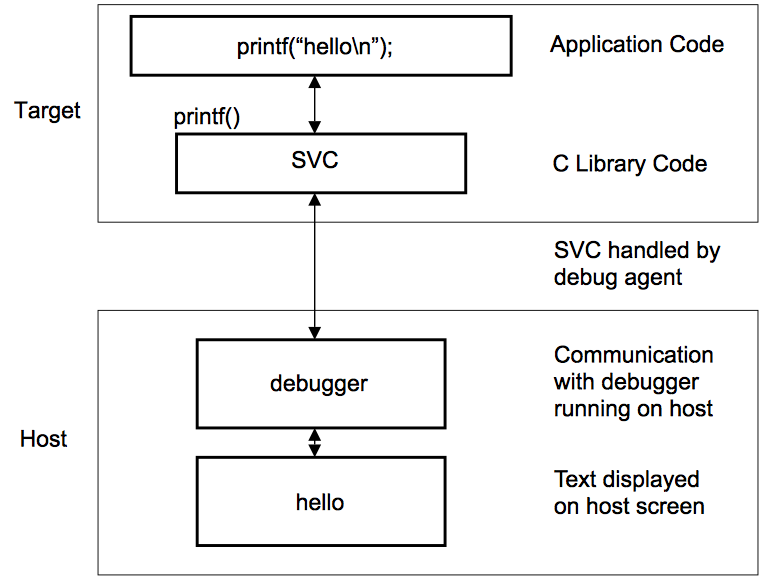 printf(“hello\n”);
Application Code
Target
printf()
SVC
C Library Code
SVC handled by
debug agent
debugger
Communication
with debugger
running on host
Host
hello
Text displayed
on host screen